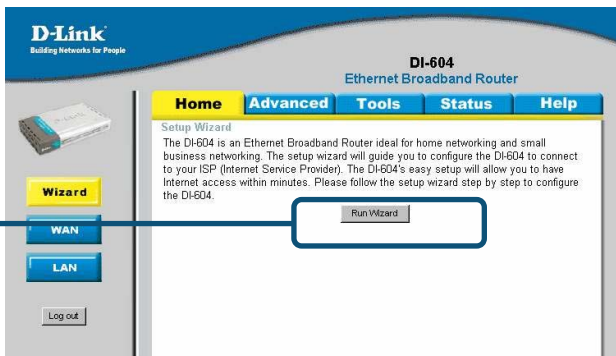 D-Link
Building Networks for People
DI-604
Ethernet Broadband Router
Home
Advanced
Tools
Status
Help
Wizard
WAN
LAN
Log out
Setup Wizard
The DI-604 is an Ethernet Broadband Router ideal for home networking and small
business networking. The setup wizard will guide you to configure the DI-604 to connect
to your ISP (Internet Service Provider). The DI-604's easy setup will allow you to have
Internet access within minutes. Please follow the setup wizard step by step to configure
the DI-604.
Run Wizard